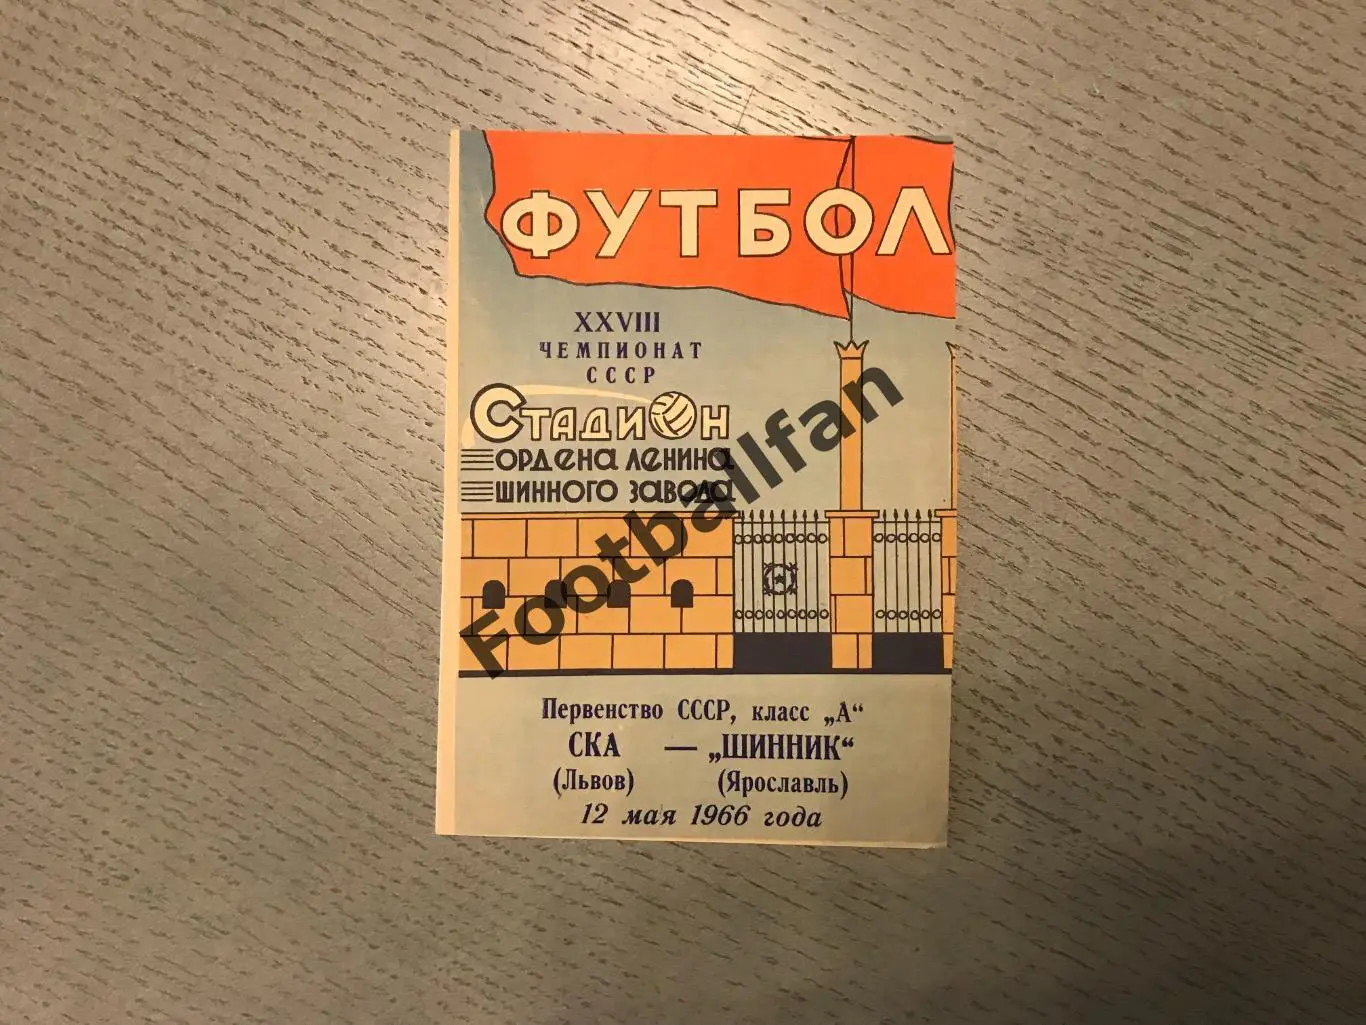 ФУТБОЛ
XXVIII
ЧЕМПИОНАТ
СССР
СТАДИОН
ОРДЕНА ЛЕНИНА
ШИННОГО ЗАВОДА
Footballfan
Первенство СССР, класс „А“
СКА — „ШИННИК“
(Львов) (Ярославль)
12 мая 1966 года